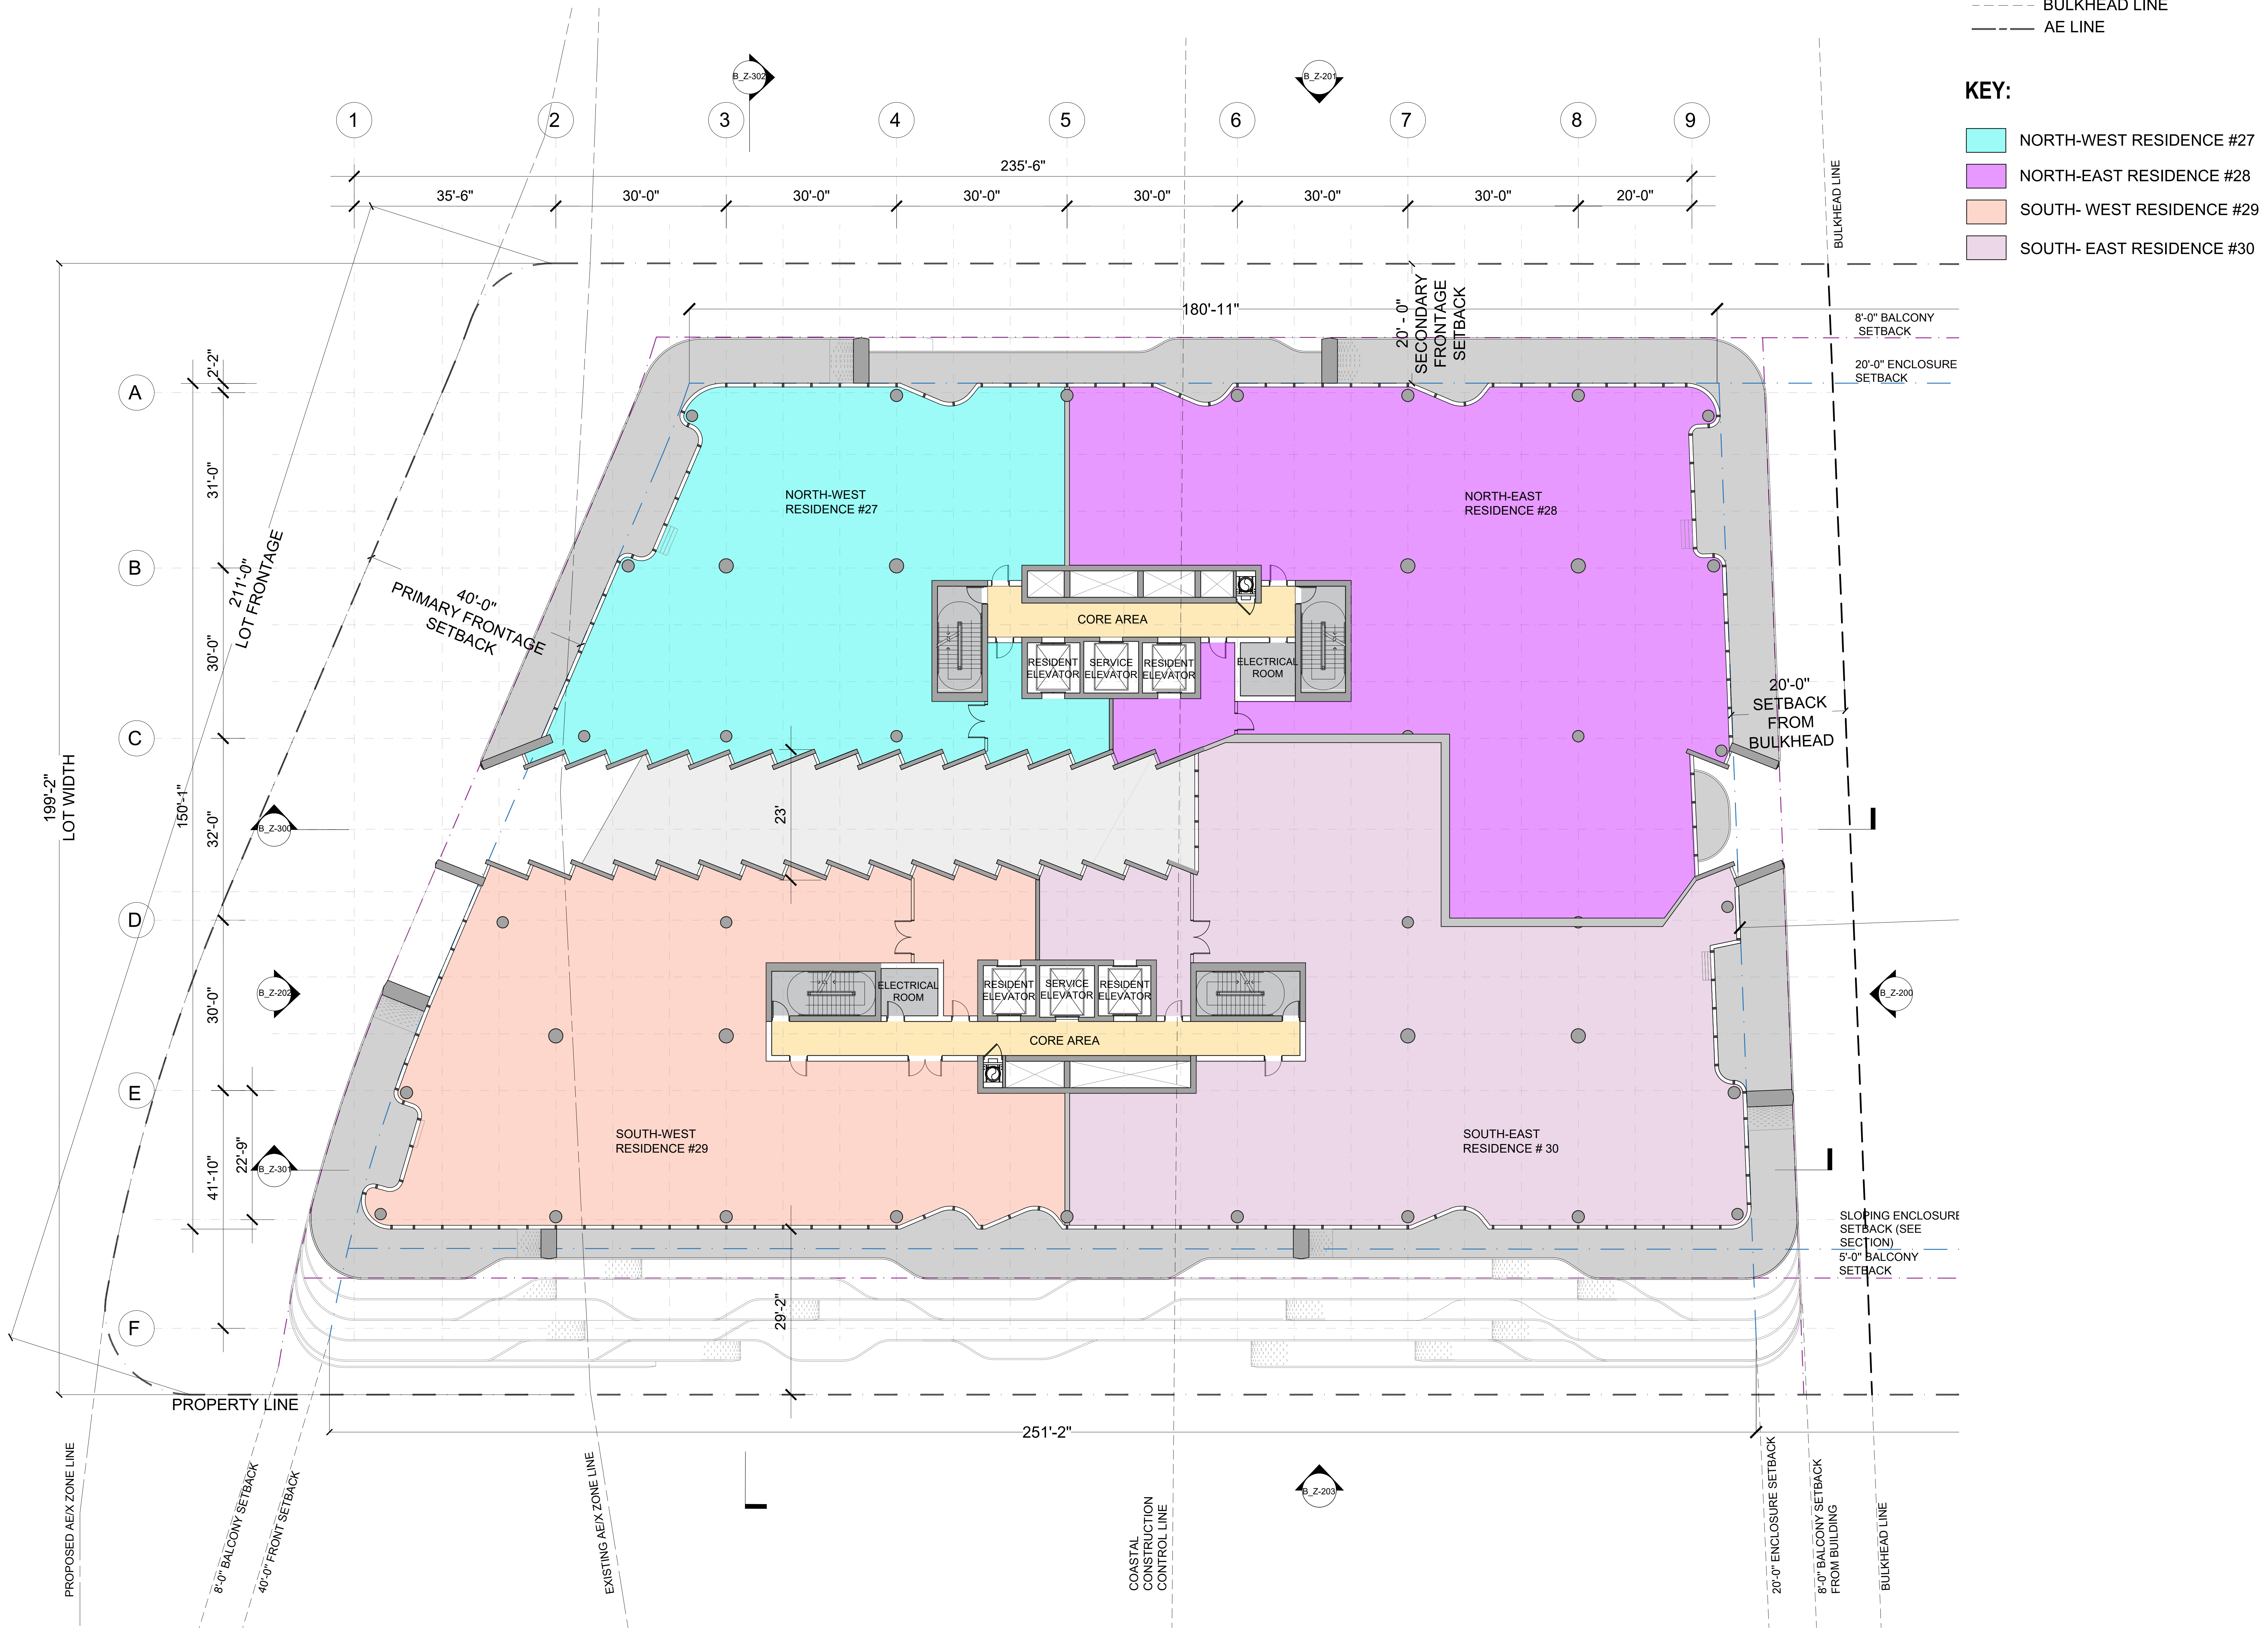 BULKHEAD LINE
AE LINE
KEY:
NORTH-WEST RESIDENCE #27
NORTH-EAST RESIDENCE #28
SOUTH- WEST RESIDENCE #29
SOUTH- EAST RESIDENCE #30
B_Z-302
B_Z-201
1
2
3
4
5
6
7
8
9
235'-6"
35'-6"
30'-0"
30'-0"
30'-0"
30'-0"
30'-0"
30'-0"
20'-0"
BULKHEAD LINE
180'-11"
20' - 0"
SECONDARY
FRONTAGE
SETBACK
8'-0" BALCONY
SETBACK
20'-0" ENCLOSURE
SETBACK
A
B
C
D
E
F
2'-2"
31'-0"
30'-0"
32'-0"
30'-0"
41'-10"
22'-9"
150'-1"
199'-2"
LOT WIDTH
211'-0"
LOT FRONTAGE
40'-0"
PRIMARY FRONTAGE
SETBACK
NORTH-WEST
RESIDENCE #27
NORTH-EAST
RESIDENCE #28
CORE AREA
RESIDENT
ELEVATOR
SERVICE
ELEVATOR
RESIDENT
ELEVATOR
ELECTRICAL
ROOM
20'-0"
SETBACK
FROM
BULKHEAD
23'
B_Z-300
B_Z-202
B_Z-200
B_Z-301
ELECTRICAL
ROOM
RESIDENT
ELEVATOR
SERVICE
ELEVATOR
RESIDENT
ELEVATOR
CORE AREA
SOUTH-WEST
RESIDENCE #29
SOUTH-EAST
RESIDENCE # 30
SLOPING ENCLOSURE
SETBACK (SEE
SECTION)
5'-0" BALCONY
SETBACK
29'-2"
PROPERTY LINE
251'-2"
B_Z-203
PROPOSED AE/X ZONE LINE
8'-0" BALCONY SETBACK
40'-0" FRONT SETBACK
EXISTING AE/X ZONE LINE
COASTAL
CONSTRUCTION
CONTROL LINE
20'-0" ENCLOSURE SETBACK
8'-0" BALCONY SETBACK
FROM BUILDING
BULKHEAD LINE